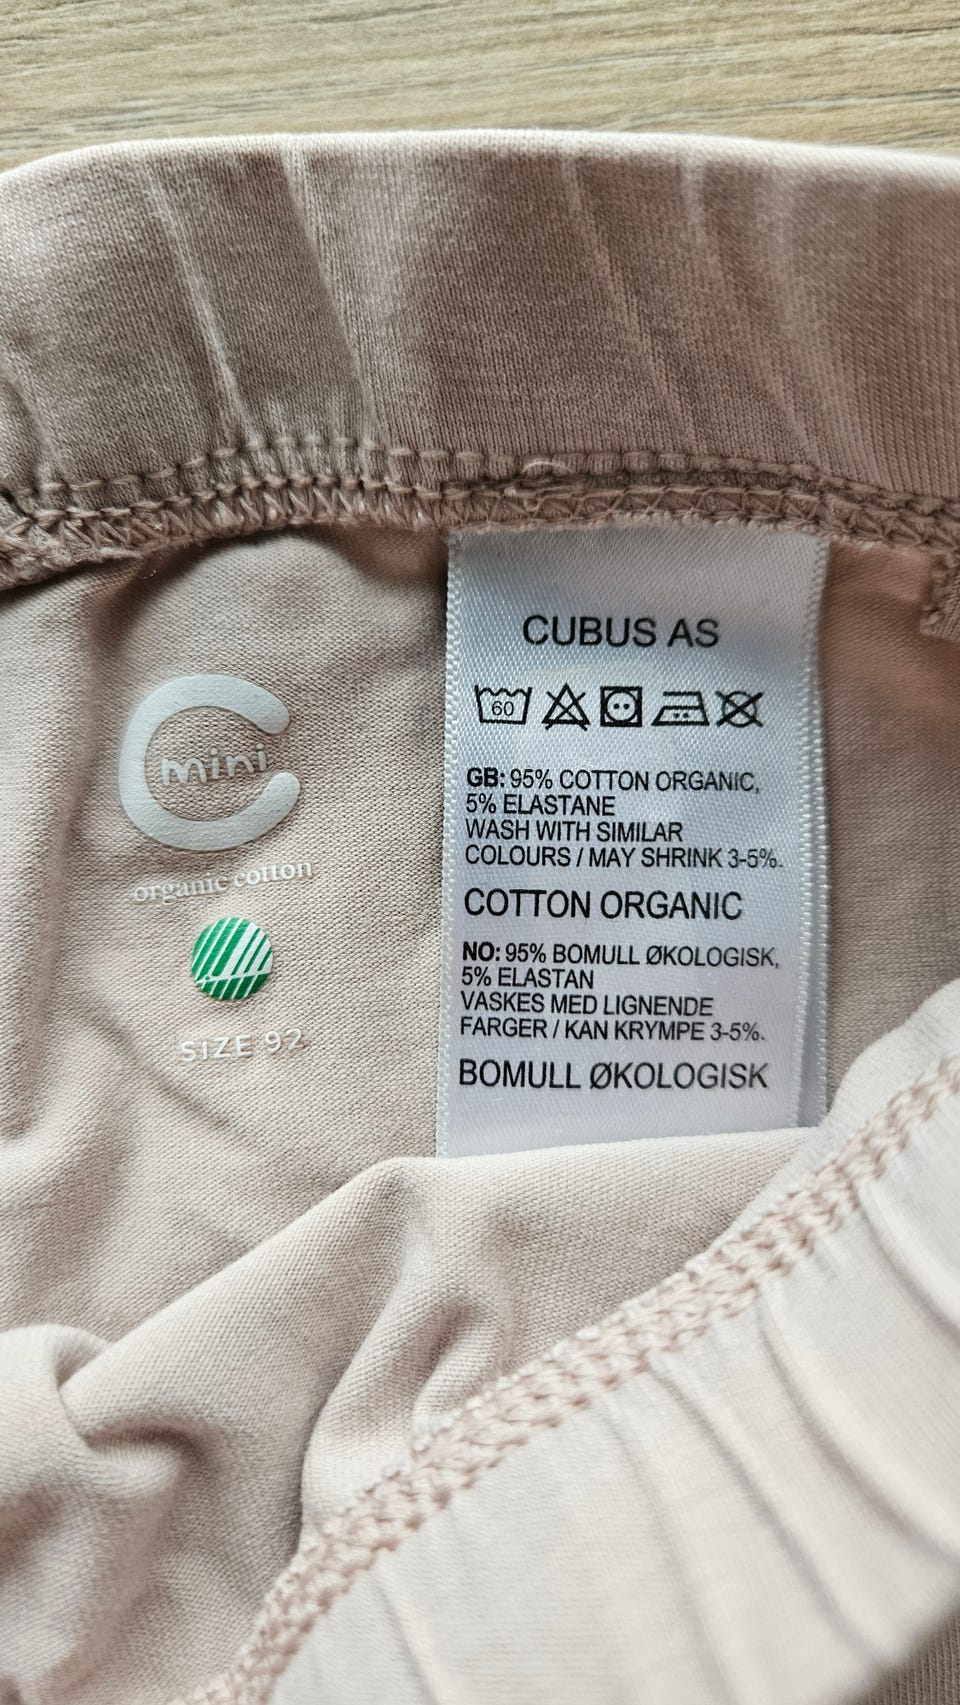 mini
organic cotton
SIZE 92
CUBUS AS
60
GB: 95% COTTON ORGANIC,
5% ELASTANE
WASH WITH SIMILAR
COLOURS / MAY SHRINK 3-5%.
COTTON ORGANIC
NO: 95% BOMULL ØKOLOGISK,
5% ELASTAN
VASKES MED LIGNENDE
FARGER / KAN KRYMPE 3-5%.
BOMULL ØKOLOGISK